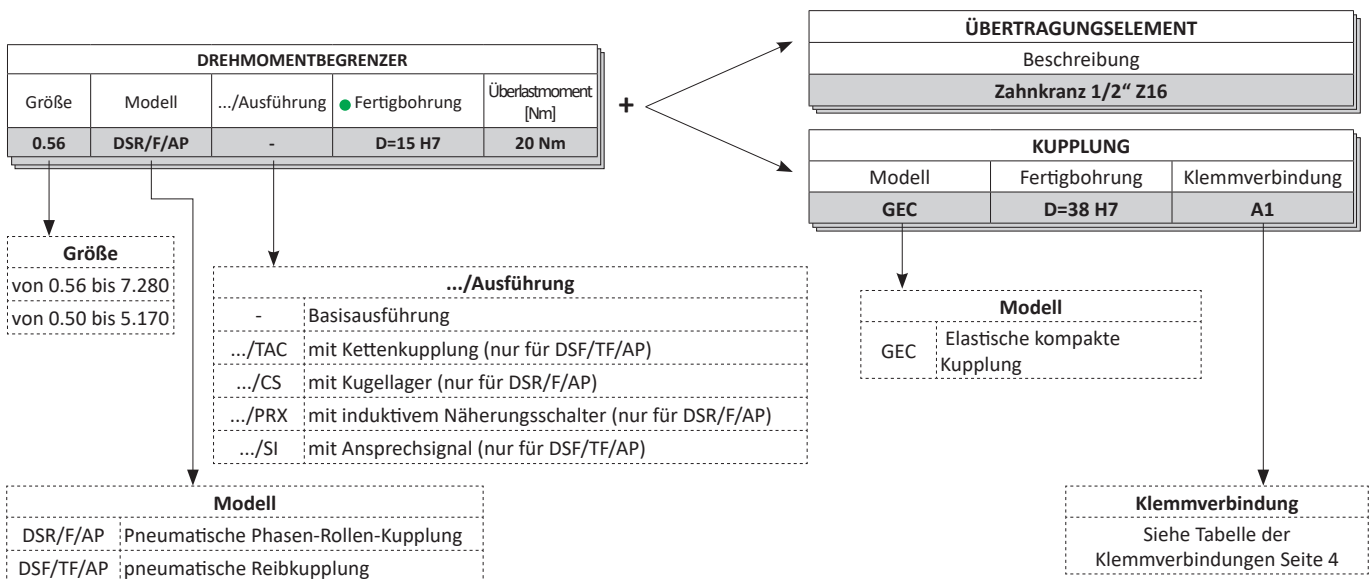 DREHMOMENTBEGRENZER
Größe Modell .../Ausführung Fertigbohrung Überlastmoment [Nm]
0.56 DSR/F/AP - D=15 H7 20 Nm
+
ÜBERTRAGUNGSELEMENT
Beschreibung
Zahnkranz 1/2“ Z16
KUPPLUNG
Modell Fertigbohrung Klemmverbindung
GEC D=38 H7 A1
Größe
von 0.56 bis 7.280
von 0.50 bis 5.170
.../Ausführung
- Basisausführung
.../TAC mit Kettenkupplung (nur für DSF/TF/AP)
.../CS mit Kugellager (nur für DSR/F/AP)
.../PRX mit induktivem Näherungsschalter (nur für DSR/F/AP)
.../SI mit Ansprechsignal (nur für DSF/TF/AP)
Modell
GEC Elastische kompakte
Kupplung
Modell
DSR/F/AP Pneumatische Phasen-Rollen-Kupplung
DSF/TF/AP pneumatische Reibkupplung
Klemmverbindung
Siehe Tabelle der
Klemmverbindungen Seite 4